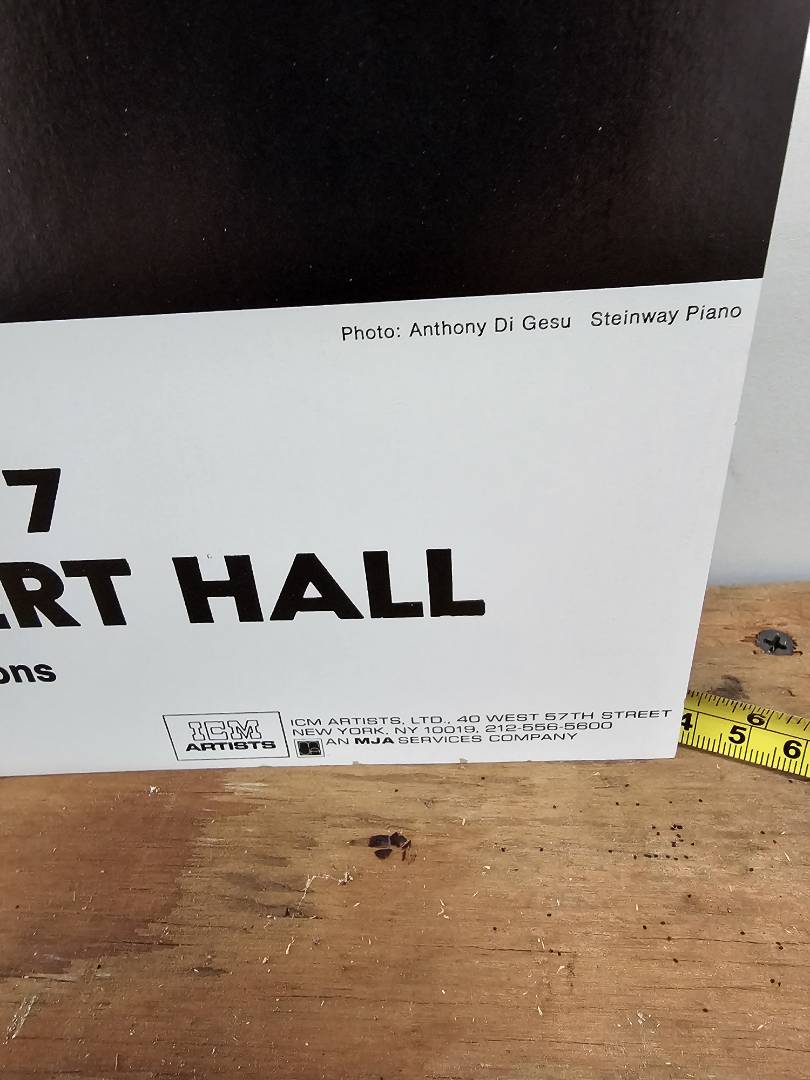 Photo: Anthony Di Gesu Steinway Piano
7
ERT HALL
ons
ICM
ARTISTS
ICM ARTISTS, LTD., 40 WEST 57TH STREET
NEW YORK, NY 10019, 212-556-5600
AN MJA SERVICES COMPANY
4 5 6
6